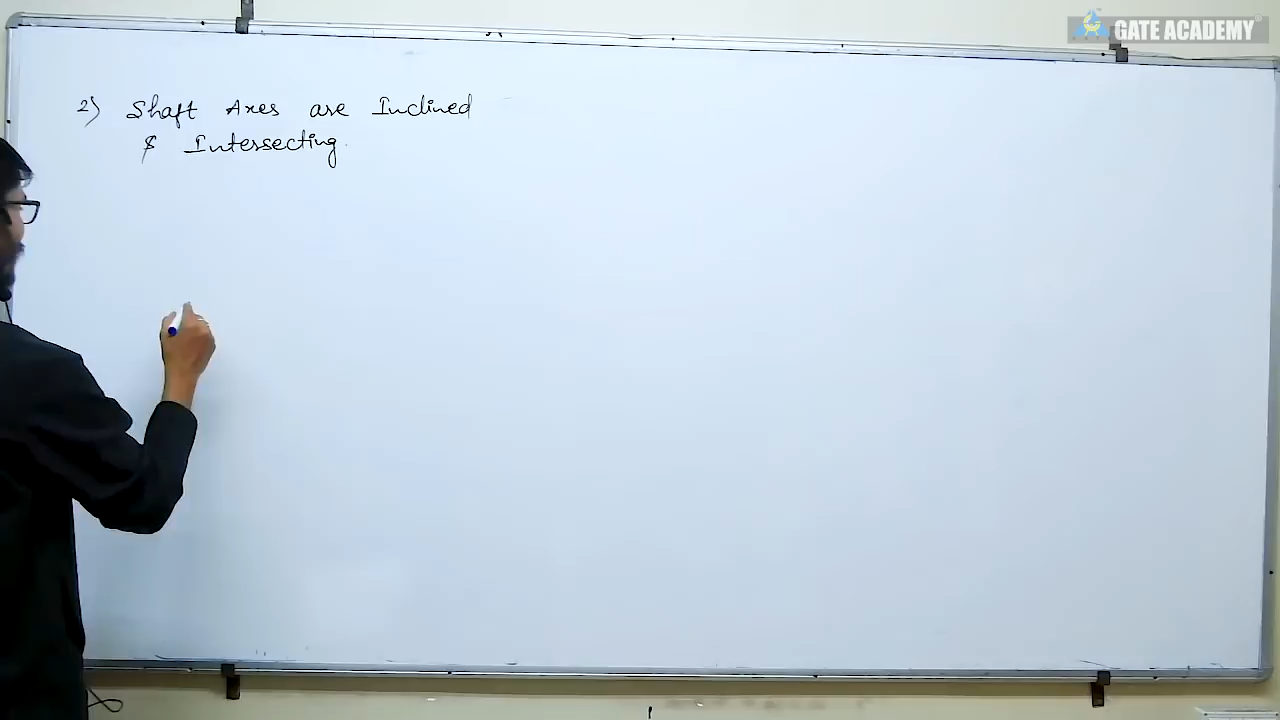 GATE ACADEMY
2) Shaft Axes are Inclined
& Intersecting.